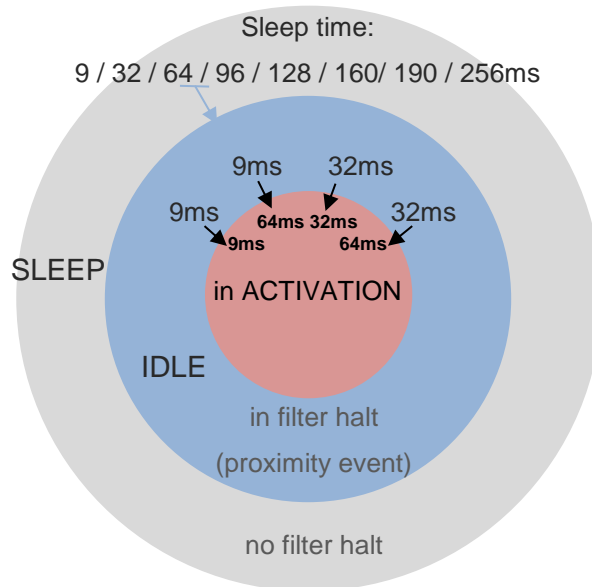 Sleep time:
9 / 32 / 64 / 96 / 128 / 160/ 190 / 256ms
9ms 32ms
9ms 64ms 32ms 32ms
9ms 64ms
SLEEP
in ACTIVATION
IDLE
in filter halt
(proximity event)
no filter halt